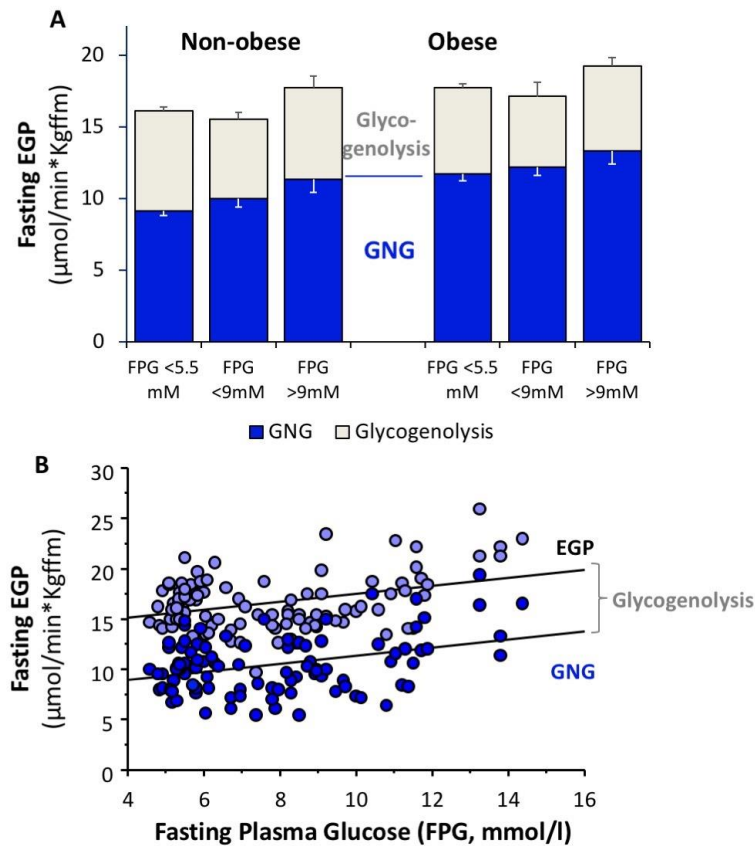 A
Non-obese
Obese
Fasting EGP
(µmol/min*Kgffm)
20
15
10
5
0
Glyco-
genolysis
GNG
FPG <5.5
mM
FPG
<9mM
FPG
>9mM
FPG <5.5
mM
FPG
<9mM
FPG
>9mM
GNG
Glycogenolysis
B
Fasting EGP
(µmol/min*Kgffm)
30
25
20
15
10
5
0
EGP
Glycogenolysis
GNG
4
6
8
10
12
14
16
Fasting Plasma Glucose (FPG, mmol/l)